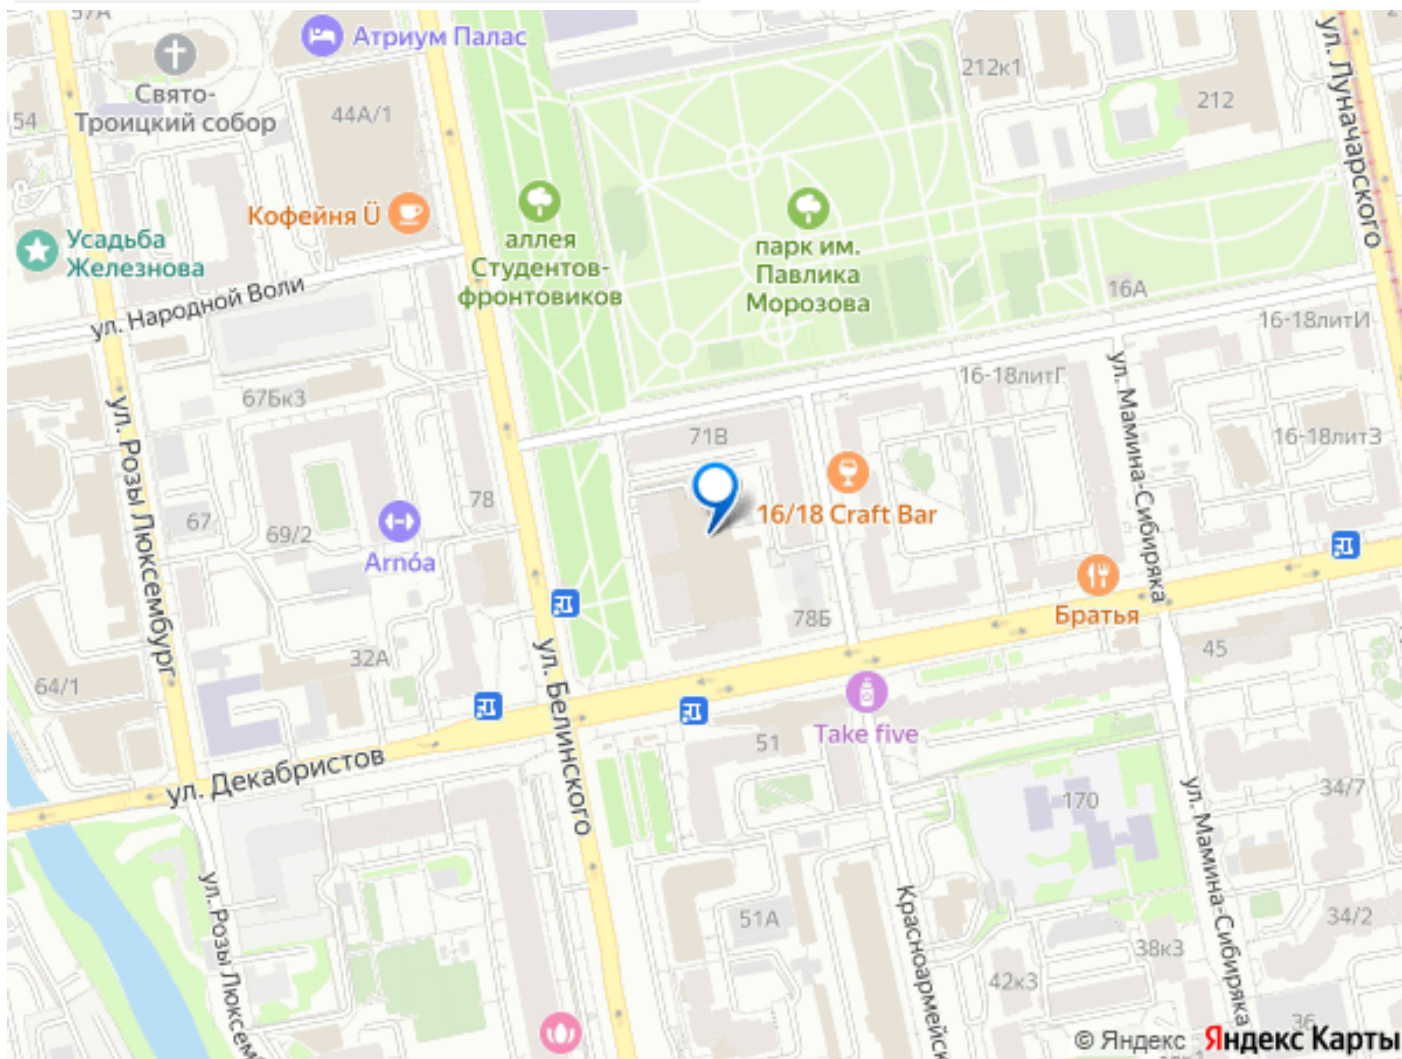 57А
Атриум Палас
Свято-
Троицкий собор
54
44А/1
212к1
212
ул. Луначарского
Кофейня Ü
Усадьба
Железнова
аллея
Студентов-
фронтовиков
парк им.
Павлика
Морозова
ул. Народной Воли
16А
16-18литИ
16-18литГ
67Бк3
71В
16-18литЗ
ул. Мамина-Сибиряка
ул. Розы Люксембург
78
67
69/2
Arnóa
16/18 Craft Bar
Братья
78Б
45
32А
64/1
ул. Белинского
Take five
51
ул. Декабристов
170
34/7
ул. Мамина-Сибиряка
ул. Розы Люксем
51А
Красноармейск
34/2
38к3
42к3
36
© Яндекс Яндекс Карты